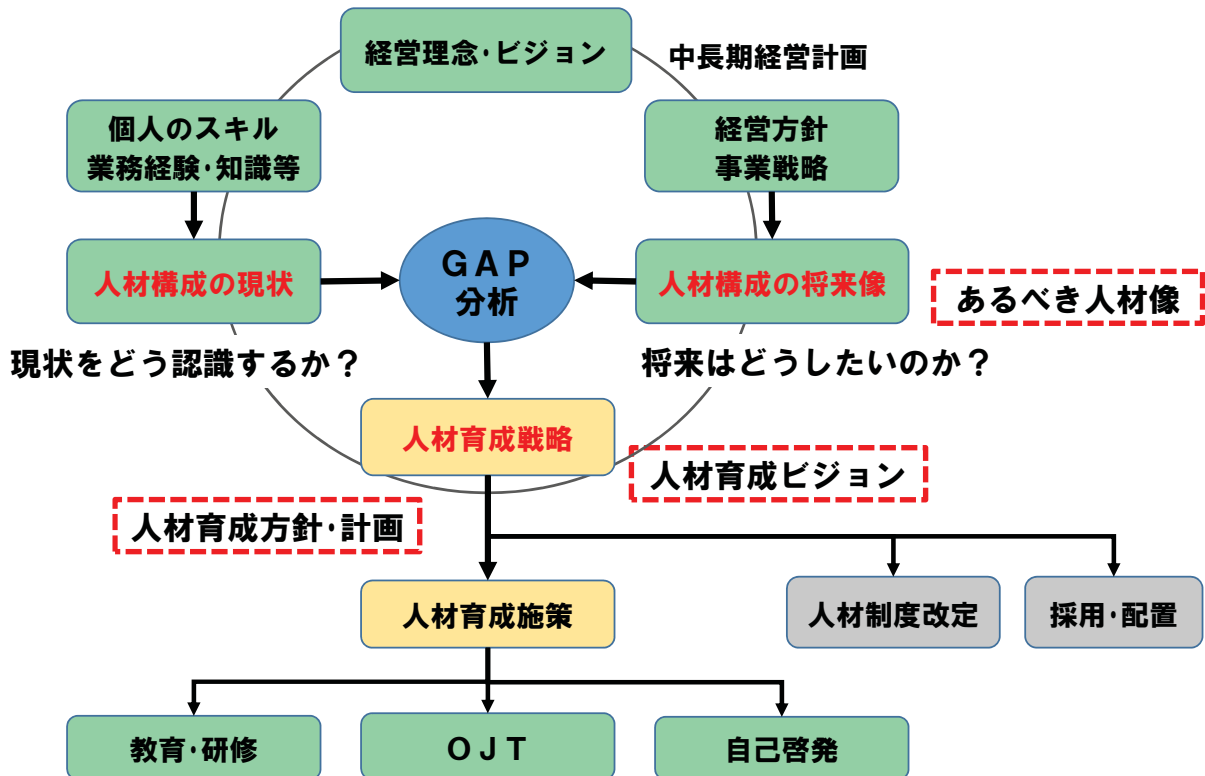 経営理念・ビジョン
中長期経営計画
個人のスキル
業務経験・知識等
経営方針
事業戦略
人材構成の現状
GAP
分析
人材構成の将来像
あるべき人材像
現状をどう認識するか？
将来はどうしたいのか？
人材育成戦略
人材育成ビジョン
人材育成方針・計画
人材育成施策
人材制度改定
採用・配置
教育・研修
OJT
自己啓発